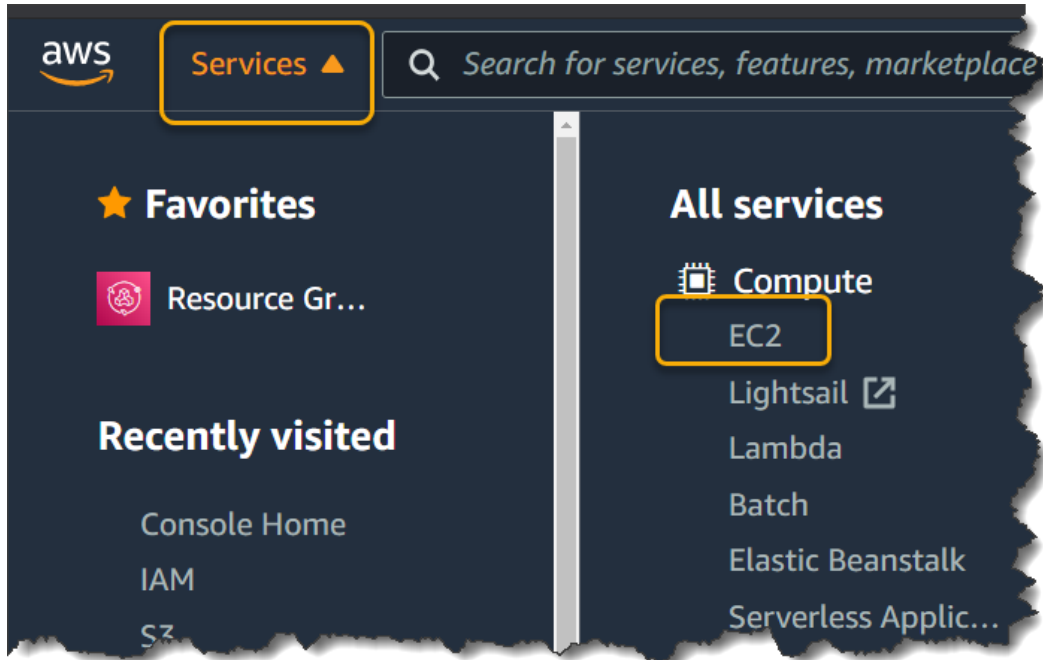 aws
Services
Search for services, features, marketplace
Favorites
Resource Gr...
Recently visited
Console Home
IAM
S3
All services
Compute
EC2
Lightsail
Lambda
Batch
Elastic Beanstalk
Serverless Applic...